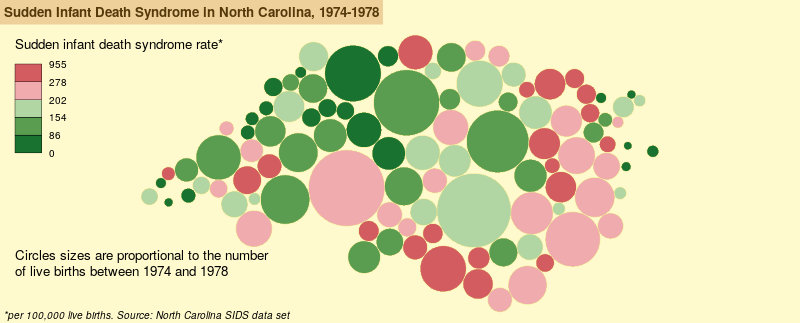 Sudden Infant Death Syndrome in North Carolina, 1974-1978
Sudden infant death syndrome rate*
955
278
202
154
86
0
Circles sizes are proportional to the number
of live births between 1974 and 1978
*per 100,000 live births. Source: North Carolina SIDS data set